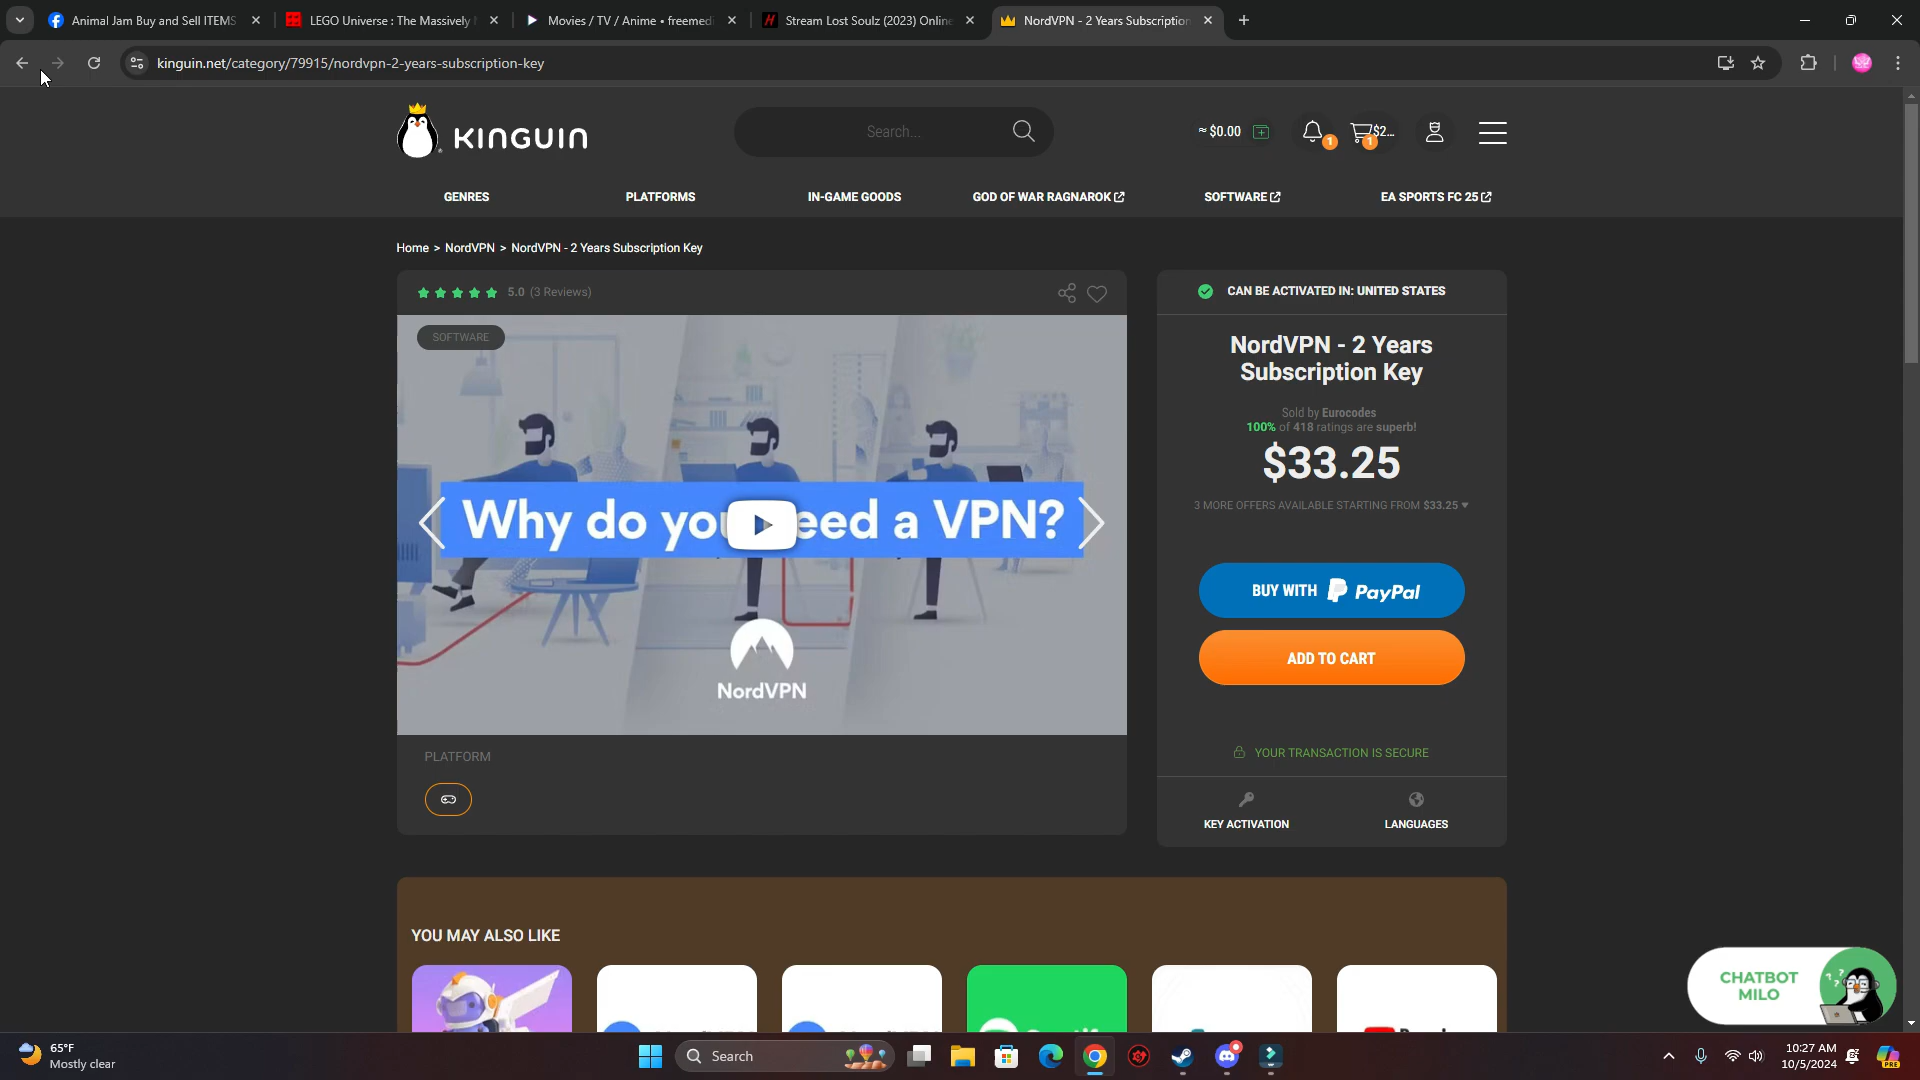 Animal Jam Buy and Sell ITEMS
LEGO Universe : The Massively
Movies / TV / Anime • freemedi
Stream Lost Soulz (2023) Online
NordVPN - 2 Years Subscription
kinguin.net/category/79915/nordvpn-2-years-subscription-key
KINGUIN
Search...
≈ $0.00
1
$2...
1
GENRES
PLATFORMS
IN-GAME GOODS
GOD OF WAR RAGNAROK
SOFTWARE
EA SPORTS FC 25
Home > NordVPN > NordVPN - 2 Years Subscription Key
5.0 (3 Reviews)
SOFTWARE
Why do you need a VPN?
NordVPN
PLATFORM
CAN BE ACTIVATED IN: UNITED STATES
NordVPN - 2 Years
Subscription Key
Sold by Eurocodes
100% of 418 ratings are superb!
$33.25
3 MORE OFFERS AVAILABLE STARTING FROM $33.25
BUY WITH PayPal
ADD TO CART
YOUR TRANSACTION IS SECURE
KEY ACTIVATION
LANGUAGES
YOU MAY ALSO LIKE
CHATBOT
MILO
65°F
Mostly clear
Search
10:27 AM
10/5/2024
PRE